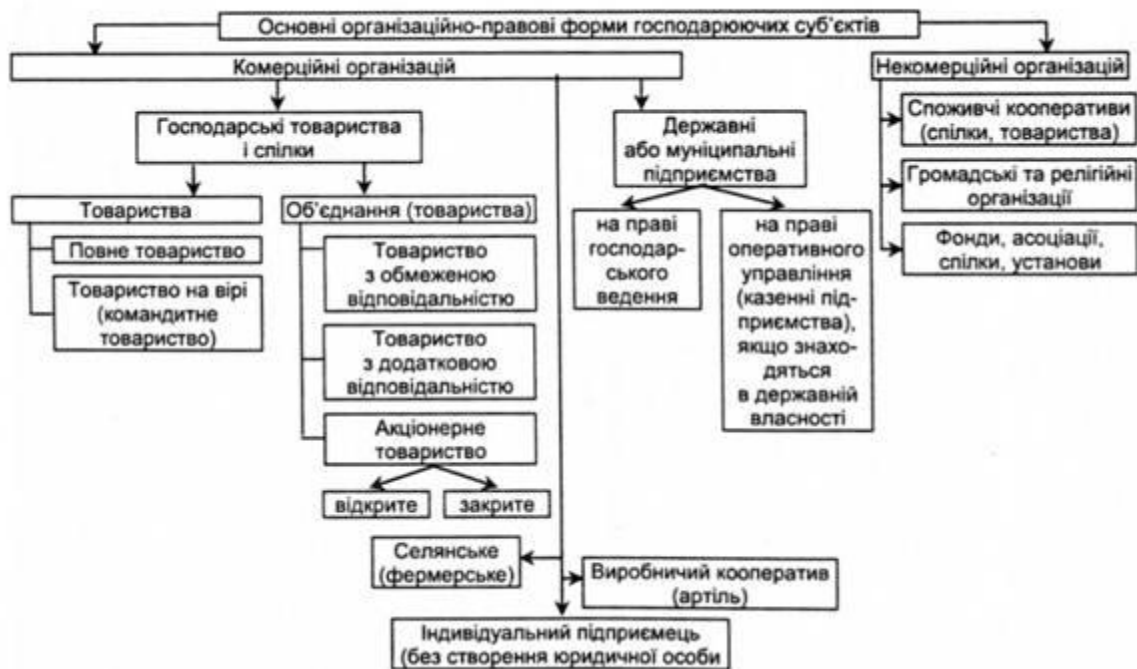 Основні організаційно-правові форми господарюючих суб'єктів
Комерційні організацій
Некомерційні організацій
Господарські товариства
і спілки
Державні
або муніципальні
підприємства
Споживчі кооперативи
(спілки, товариства)
Громадські та релігійні
організації
Фонди, асоціації,
спілки, установи
Товариства
Повне товариство
Товариство на вірі
(командитне
товариство)
Об'єднання (товариства)
Товариство
з обмеженою
відповідальністю
Товариство
з додатковою
відповідальністю
Акціонерне
товариство
відкрите
закрите
на праві
господар-
ського
ведення
на праві
оперативного
управління
(казенні під-
приємства),
якщо знахо-
дяться
в державній
власності
Селянське
(фермерське)
Виробничий кооператив
(артіль)
Індивідуальний підприємець
(без створення юридичної особи